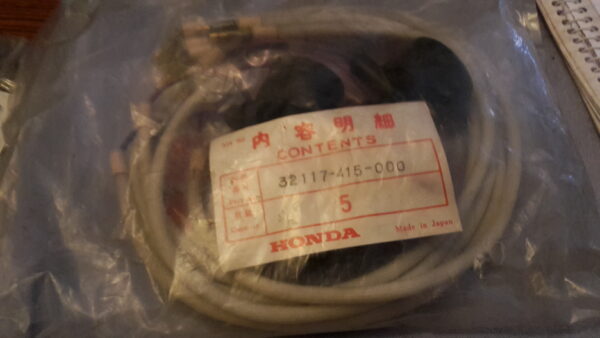 内容明細
CONTENTS
32117-415-000
5
HONDA
Made in Japan